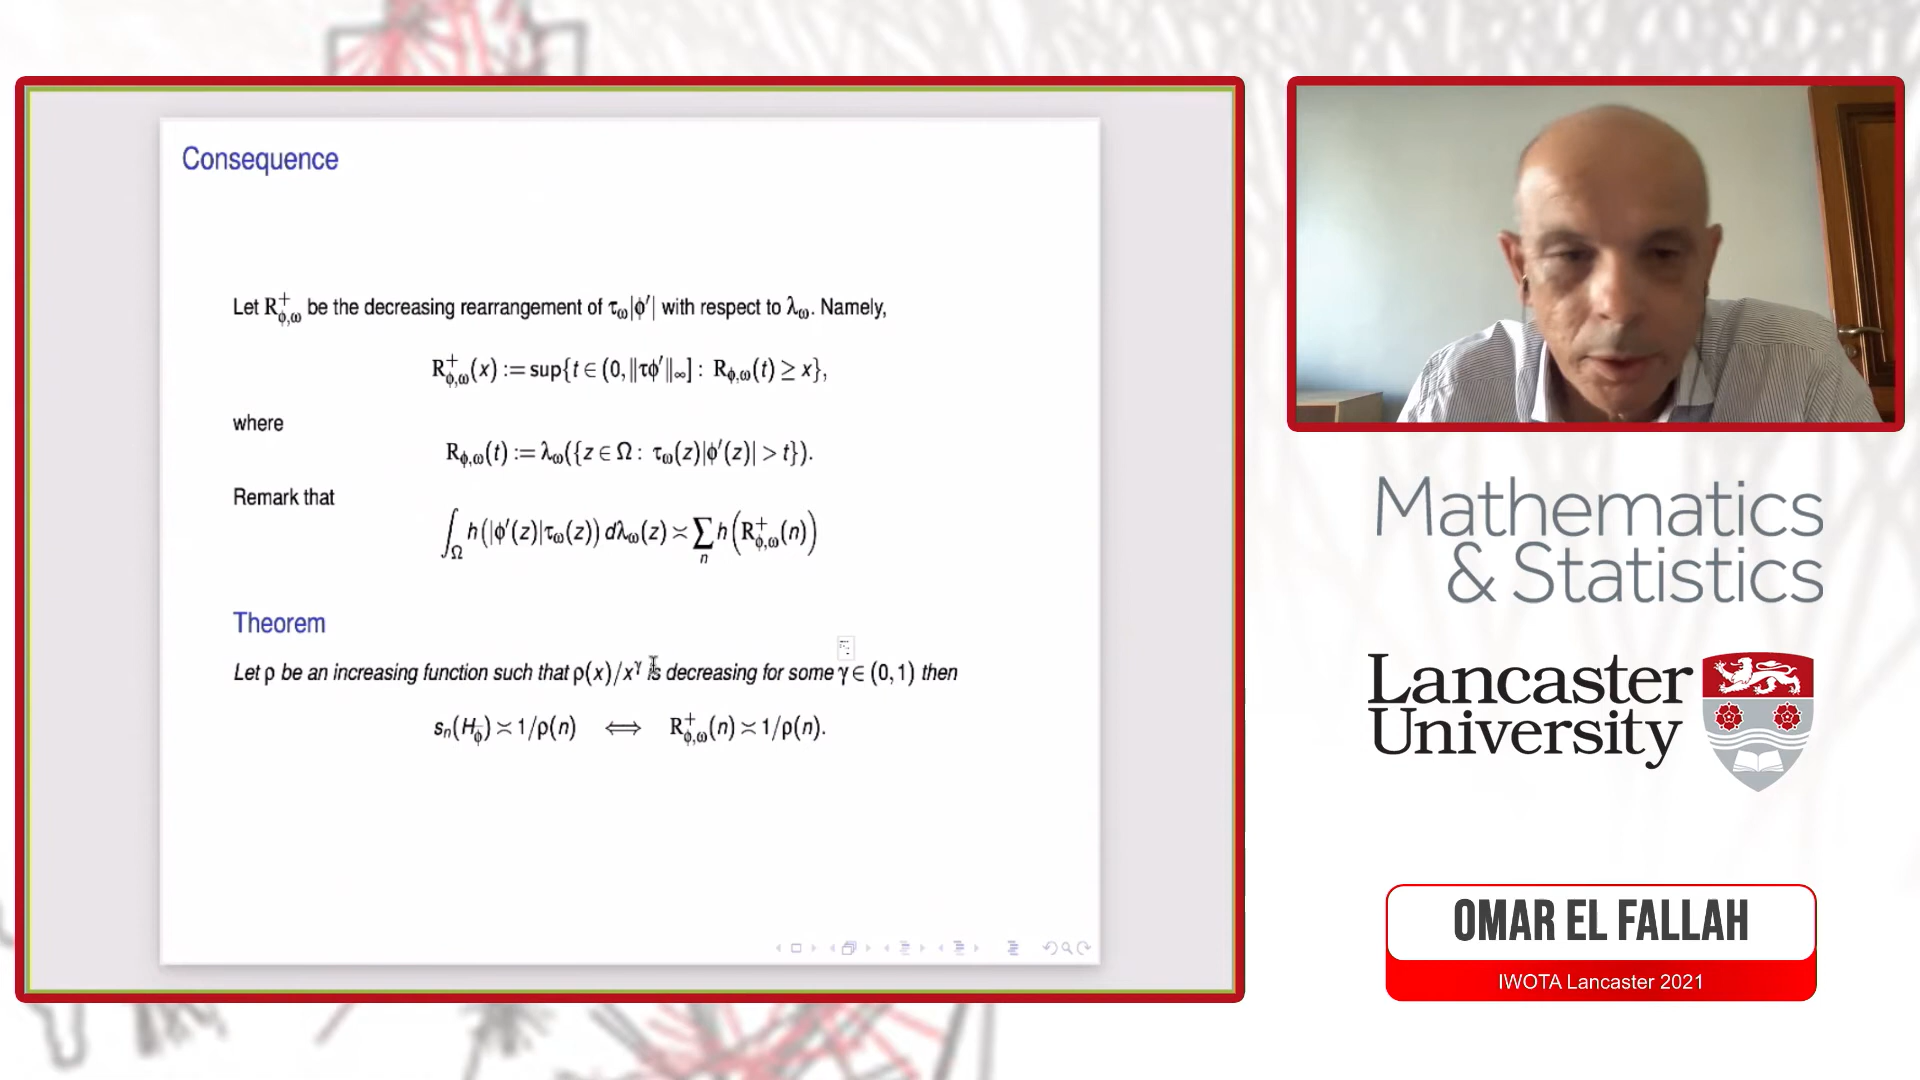 Consequence
Let R⁺_{ϕ,ω} be the decreasing rearrangement of τ_ω|ϕ′| with respect to λ_ω. Namely,
R⁺_{ϕ,ω}(x) := sup{t ∈ (0, ‖τϕ′‖_∞] : R_{ϕ,ω}(t) ≥ x},
where
R_{ϕ,ω}(t) := λ_ω({z ∈ Ω : τ_ω(z)|ϕ′(z)| > t}).
Remark that
∫_Ω h(|ϕ′(z)|τ_ω(z)) dλ_ω(z) ≍ ∑_n h(R⁺_{ϕ,ω}(n))
Theorem
Let ρ be an increasing function such that ρ(x)/x^γ is decreasing for some γ ∈ (0, 1) then
s_n(H_{ϕ̄}) ≍ 1/ρ(n) ⟺ R⁺_{ϕ,ω}(n) ≍ 1/ρ(n).
Mathematics
& Statistics
Lancaster
University
OMAR EL FALLAH
IWOTA Lancaster 2021